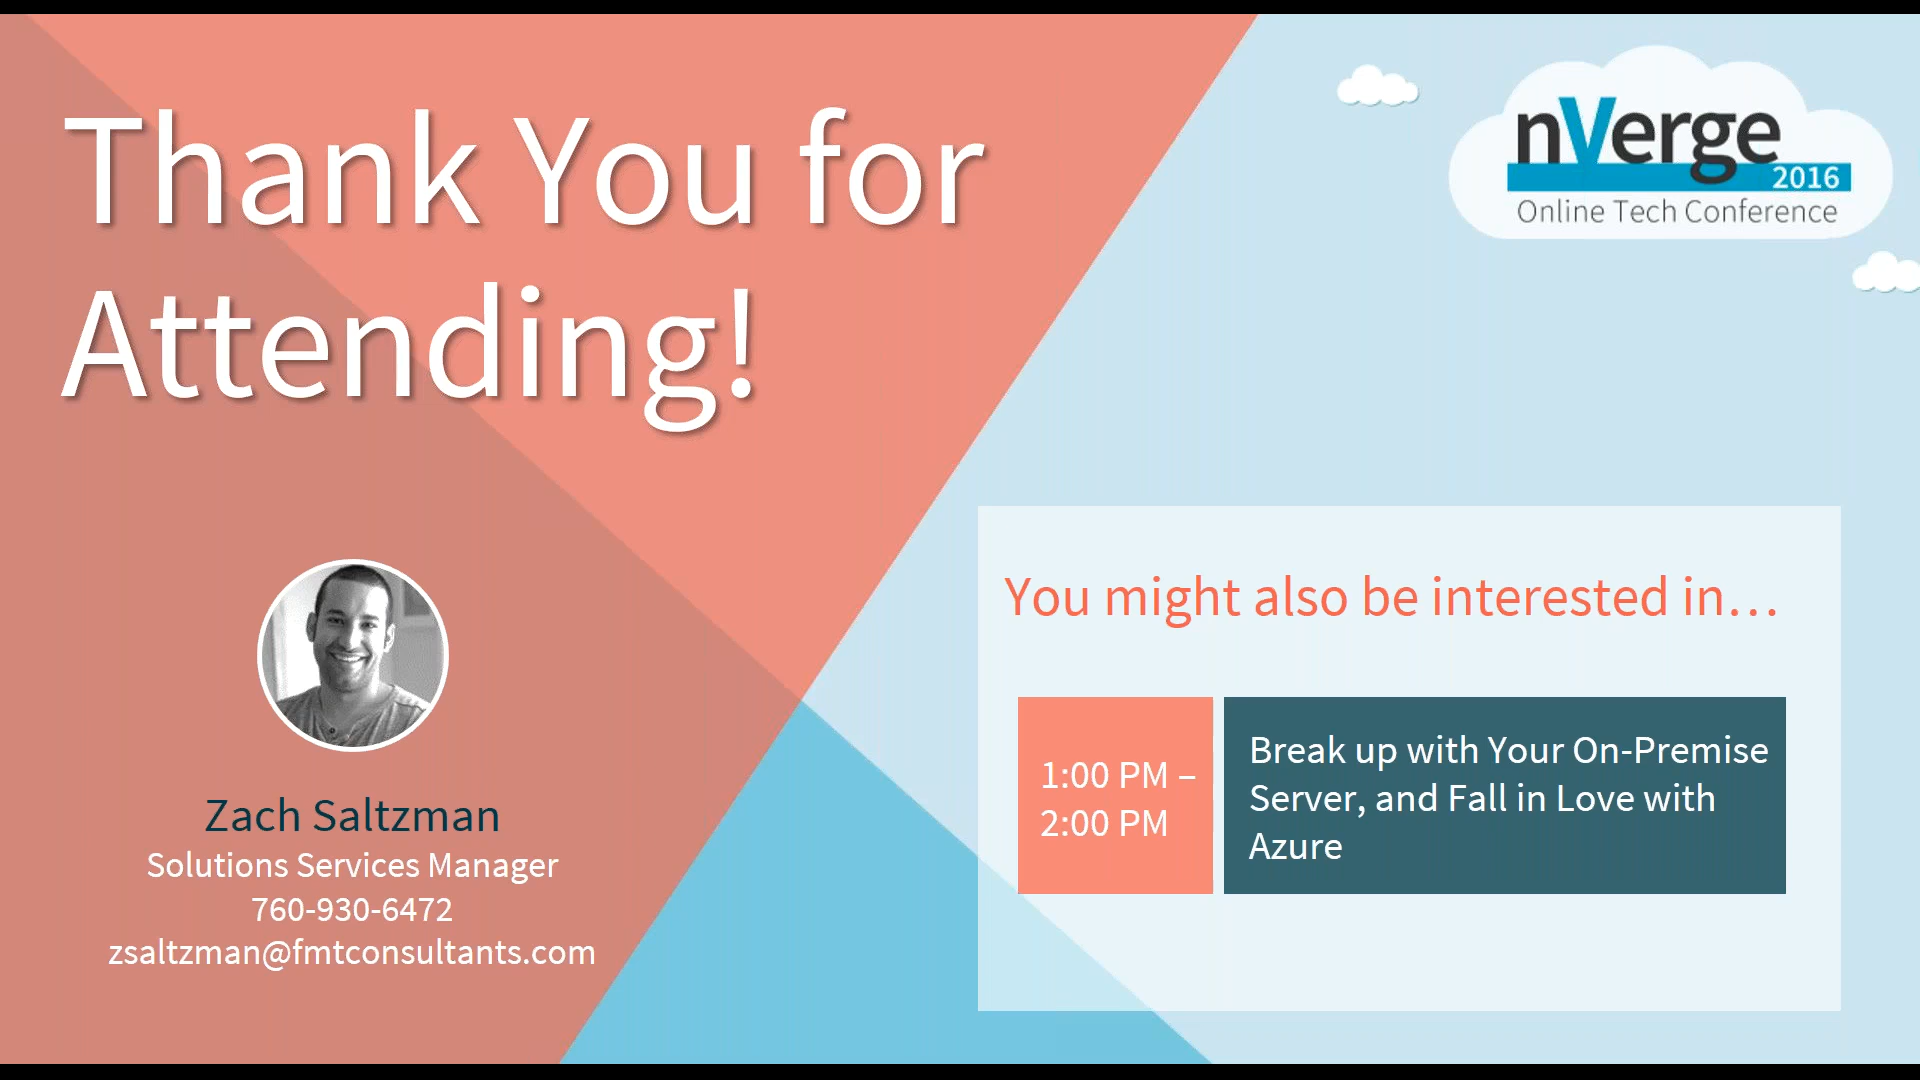 Thank You for
Attending!
nVerge
2016
Online Tech Conference
You might also be interested in…
1:00 PM –
2:00 PM
Break up with Your On-Premise
Server, and Fall in Love with
Azure
Zach Saltzman
Solutions Services Manager
760-930-6472
zsaltzman@fmtconsultants.com